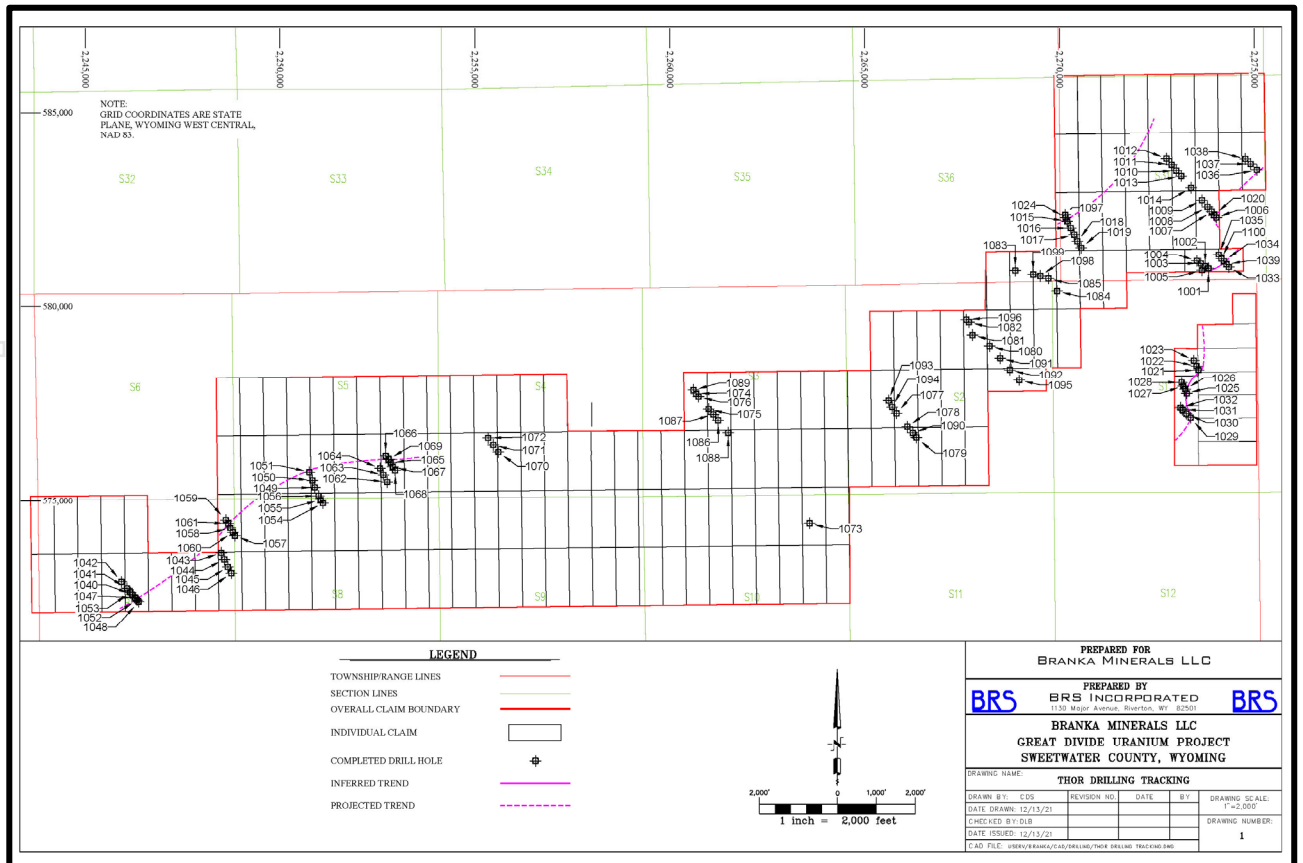 2,245,000
2,250,000
2,255,000
2,260,000
2,265,000
2,270,000
2,275,000
585,000
580,000
575,000
NOTE:
GRID COORDINATES ARE STATE
PLANE, WYOMING WEST CENTRAL,
NAD 83.
S32
S33
S34
S35
S36
S6
S5
S4
S3
S2
S8
S9
S10
S11
S12
1012
1011
1010
1013
1038
1037
1036
1014
1009
1008
1007
1020
1006
1035
1100
1034
1039
1033
1002
1004
1003
1005
1001
1024
1097
1015
1016
1017
1018
1019
1083
1099
1098
1085
1084
1096
1082
1081
1080
1091
1092
1095
1023
1022
1021
1028
1027
1026
1025
1032
1031
1030
1029
1093
1094
1077
1078
1090
1079
1089
1074
1076
1075
1087
1086
1088
1073
1072
1071
1070
1066
1069
1065
1067
1068
1064
1063
1062
1051
1050
1049
1056
1055
1054
1059
1061
1058
1060
1057
1043
1044
1045
1046
1042
1041
1040
1047
1053
1052
1048
LEGEND
TOWNSHIP/RANGE LINES
SECTION LINES
OVERALL CLAIM BOUNDARY
INDIVIDUAL CLAIM
COMPLETED DRILL HOLE
INFERRED TREND
PROJECTED TREND
N
2,000' 0 1,000' 2,000'
1 inch = 2,000 feet
PREPARED FOR
BRANKA MINERALS LLC
PREPARED BY
BRS BRS INCORPORATED BRS
1130 Major Avenue, Riverton, WY 82501
BRANKA MINERALS LLC
GREAT DIVIDE URANIUM PROJECT
SWEETWATER COUNTY, WYOMING
DRAWING NAME:
THOR DRILLING TRACKING
DRAWN BY: CDS REVISION NO. DATE BY DRAWING SCALE:
1"=2,000'
DATE DRAWN: 12/13/21
CHECKED BY: DLB DRAWING NUMBER:
DATE ISSUED: 12/13/21 1
CAD FILE: USERV/BRANKA/CAD/DRILLING/THOR DRILLING TRACKING.DWG